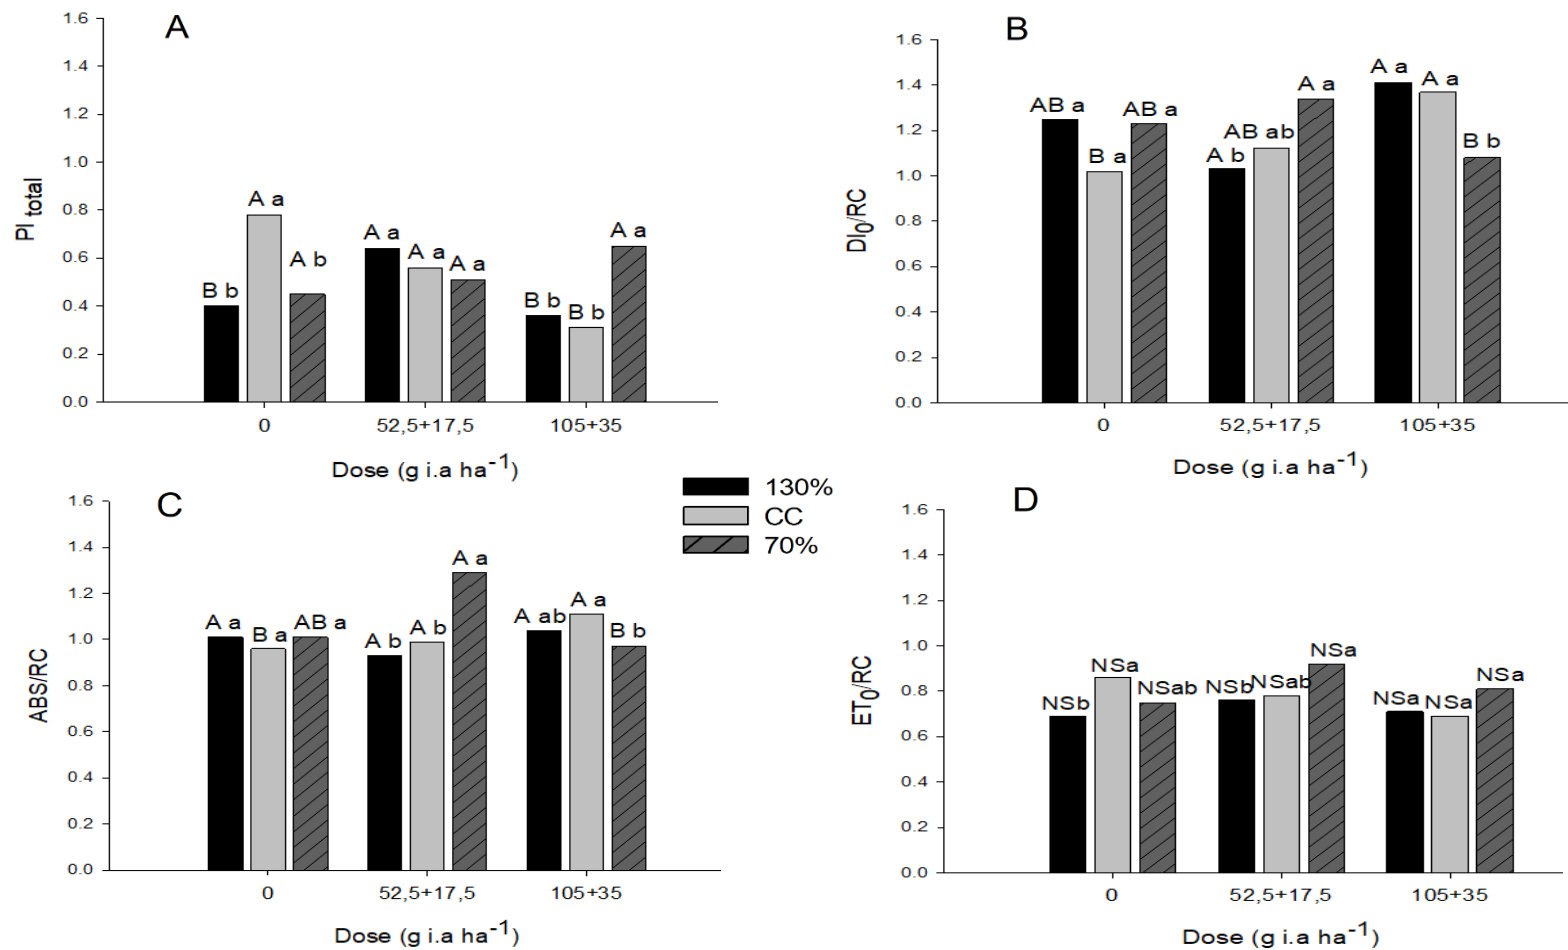 A
1.6
1.4
1.2
1.0
0.8
0.6
0.4
0.2
0.0
PI total
B b
A a
A b
A a
A a
A a
B b
B b
A a
0
52,5+17,5
105+35
Dose (g i.a ha-1)
B
1.6
1.4
1.2
1.0
0.8
0.6
0.4
0.2
0.0
DI0/RC
AB a
B a
AB a
A b
AB ab
A a
A a
A a
B b
0
52,5+17,5
105+35
Dose (g i.a ha-1)
130%
CC
70%
C
1.6
1.4
1.2
1.0
0.8
0.6
0.4
0.2
0.0
ABS/RC
A a
B a
AB a
A b
A b
A a
A ab
A a
B b
0
52,5+17,5
105+35
Dose (g i.a ha-1)
D
1.6
1.4
1.2
1.0
0.8
0.6
0.4
0.2
0.0
ET0/RC
NSb
NSa
NSab
NSb
NSab
NSa
NSa
NSa
NSa
0
52,5+17,5
105+35
Dose (g i.a ha-1)